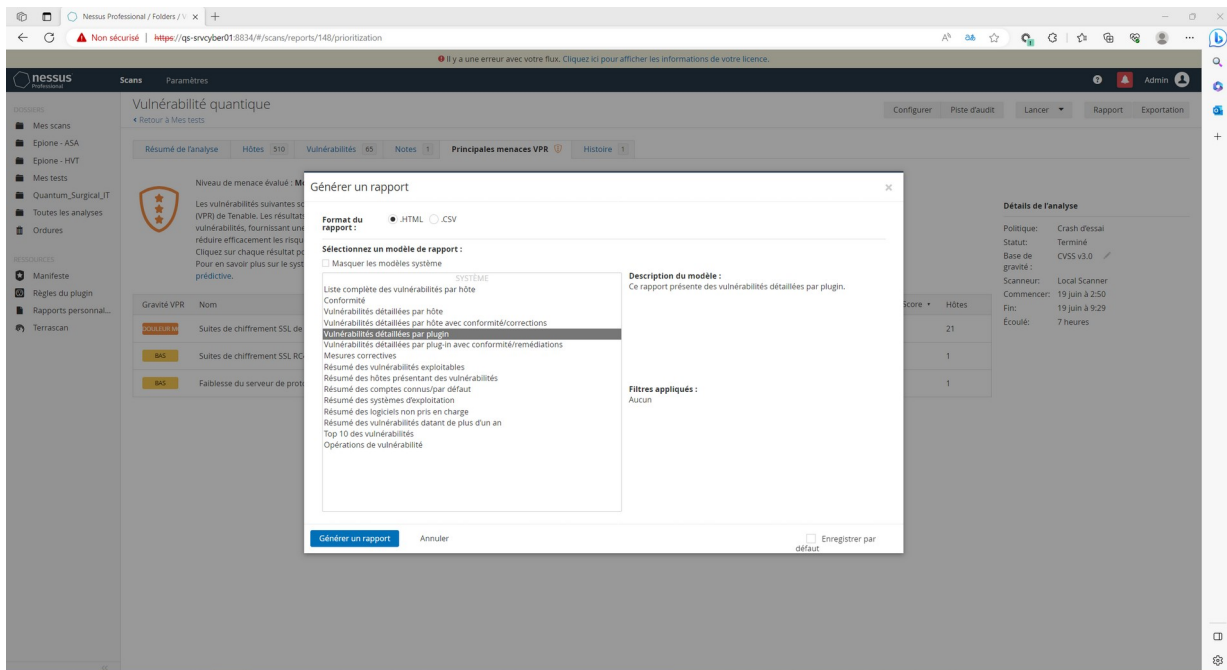 Nessus Professional / Folders / V
Non sécurisé | https://qs-srvcyber01:8834/#/scans/reports/148/prioritization
Il y a une erreur avec votre flux. Cliquez ici pour afficher les informations de votre licence.
nessus
Professional
Scans
Paramètres
Admin
DOSSIERS
Mes scans
Epione - ASA
Epione - HVT
Mes tests
Quantum_Surgical_IT
Toutes les analyses
Ordures
RESSOURCES
Manifeste
Règles du plugin
Rapports personnal...
Terrascan
Vulnérabilité quantique
Retour à Mes tests
Configurer
Piste d'audit
Lancer
Rapport
Exportation
Résumé de l'analyse
Hôtes 510
Vulnérabilités 65
Notes 1
Principales menaces VPR
Histoire 1
Niveau de menace évalué :
Les vulnérabilités suivantes
(VPR) de Tenable. Les
vulnérabilités, fournissant
réduire efficacement les
Cliquez sur chaque résultat
Pour en savoir plus sur le
prédictive.
Gravité VPR
Nom
Score
Hôtes
Suites de chiffrement SSL de
21
BAS
Suites de chiffrement SSL
1
BAS
Faiblesse du serveur de
1
Générer un rapport
Format du
rapport :
.HTML
.CSV
Sélectionnez un modèle de rapport :
Masquer les modèles système
SYSTÈME
Liste complète des vulnérabilités par hôte
Conformité
Vulnérabilités détaillées par hôte
Vulnérabilités détaillées par hôte avec conformité/corrections
Vulnérabilités détaillées par plugin
Vulnérabilités détaillées par plug-in avec conformité/remédiations
Mesures correctives
Résumé des vulnérabilités exploitables
Résumé des hôtes présentant des vulnérabilités
Résumé des comptes connus/par défaut
Résumé des systèmes d'exploitation
Résumé des logiciels non pris en charge
Résumé des vulnérabilités datant de plus d'un an
Top 10 des vulnérabilités
Opérations de vulnérabilité
Description du modèle :
Ce rapport présente des vulnérabilités détaillées par plugin.
Filtres appliqués :
Aucun
Générer un rapport
Annuler
Enregistrer par
défaut
Détails de l'analyse
Politique: Crash d'essai
Statut: Terminé
Base de CVSS v3.0
gravité :
Scanneur: Local Scanner
Commencer: 19 juin à 2:50
Fin: 19 juin à 9:29
Écoulé: 7 heures